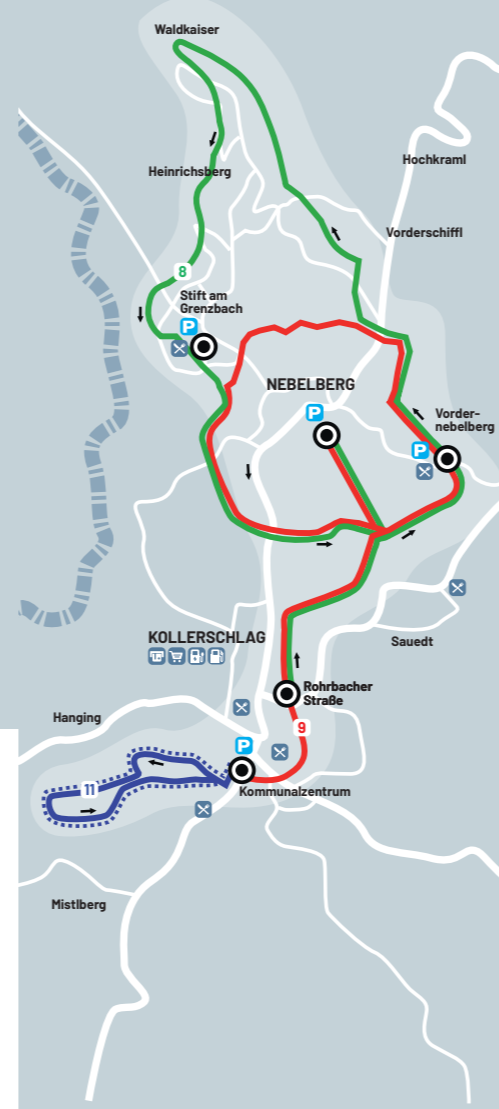 Waldkaiser
Hochkraml
Heinrichsberg
Vorderschiffl
8
Stift am
Grenzbach
P
NEBELBERG
P
Vorder-
nebelberg
P
KOLLERSCHLAG
Sauedt
Rohrbacher
Straße
Hanging
9
P
11
Kommunalzentrum
Mistlberg